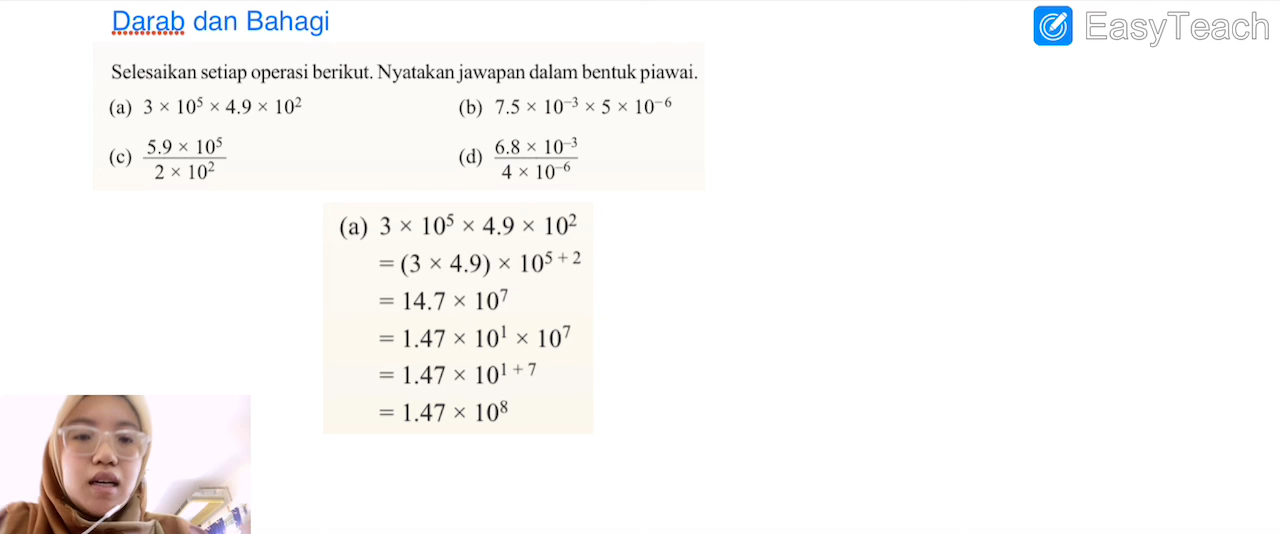 Darab dan Bahagi
EasyTeach
Selesaikan setiap operasi berikut. Nyatakan jawapan dalam bentuk piawai.
(a) 3 × 10⁵ × 4.9 × 10² (b) 7.5 × 10⁻³ × 5 × 10⁻⁶
(c) 5.9 × 10⁵ / 2 × 10² (d) 6.8 × 10⁻³ / 4 × 10⁻⁶
(a) 3 × 10⁵ × 4.9 × 10²
= (3 × 4.9) × 10⁵ ⁺ ²
= 14.7 × 10⁷
= 1.47 × 10¹ × 10⁷
= 1.47 × 10¹ ⁺ ⁷
= 1.47 × 10⁸